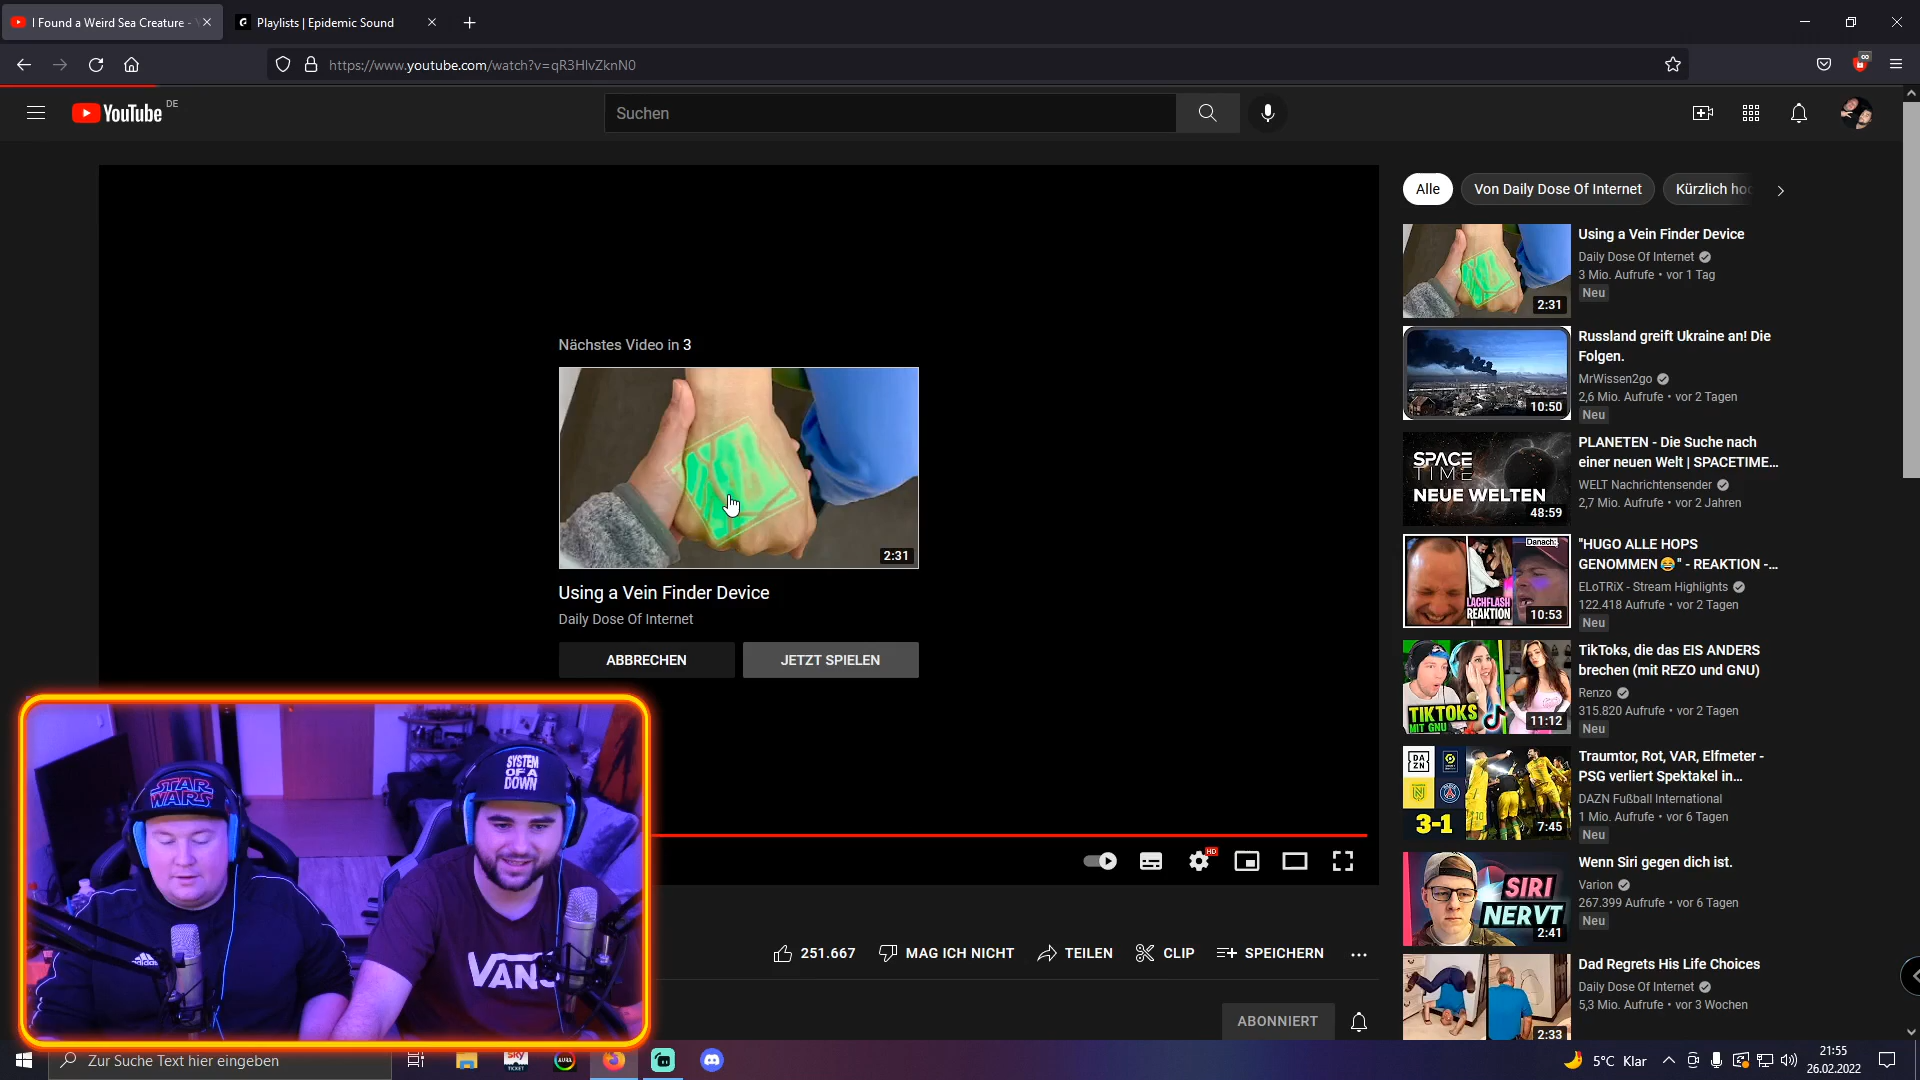 I Found a Weird Sea Creature -
Playlists | Epidemic Sound
https://www.youtube.com/watch?v=qR3HlvZknN0
YouTube
DE
Suchen
Nächstes Video in 3
2:31
Using a Vein Finder Device
Daily Dose Of Internet
ABBRECHEN
JETZT SPIELEN
HD
251.667
MAG ICH NICHT
TEILEN
CLIP
SPEICHERN
ABONNIERT
Alle
Von Daily Dose Of Internet
Kürzlich hoc
2:31
Using a Vein Finder Device
Daily Dose Of Internet
3 Mio. Aufrufe • vor 1 Tag
Neu
10:50
Russland greift Ukraine an! Die
Folgen.
MrWissen2go
2,6 Mio. Aufrufe • vor 2 Tagen
Neu
SPACE
TIME
NEUE WELTEN
48:59
PLANETEN - Die Suche nach
einer neuen Welt | SPACETIME...
WELT Nachrichtensender
2,7 Mio. Aufrufe • vor 2 Jahren
Danach:
LACHFLASH
REAKTION
10:53
"HUGO ALLE HOPS
GENOMMEN 😂" - REAKTION -...
ELoTRiX - Stream Highlights
122.418 Aufrufe • vor 2 Tagen
Neu
TIKTOKS
MIT GNU
11:12
TikToks, die das EIS ANDERS
brechen (mit REZO und GNU)
Renzo
315.820 Aufrufe • vor 2 Tagen
Neu
DAZN
3-1
7:45
Traumtor, Rot, VAR, Elfmeter -
PSG verliert Spektakel in...
DAZN Fußball International
1 Mio. Aufrufe • vor 6 Tagen
Neu
SIRI
NERVT
2:41
Wenn Siri gegen dich ist.
Varion
267.399 Aufrufe • vor 6 Tagen
Neu
2:33
Dad Regrets His Life Choices
Daily Dose Of Internet
5,3 Mio. Aufrufe • vor 3 Wochen
STAR
WARS
SYSTEM
OF A
DOWN
adidas
VANS
Zur Suche Text hier eingeben
sky
TICKET
AURA
5°C Klar
21:55
26.02.2022